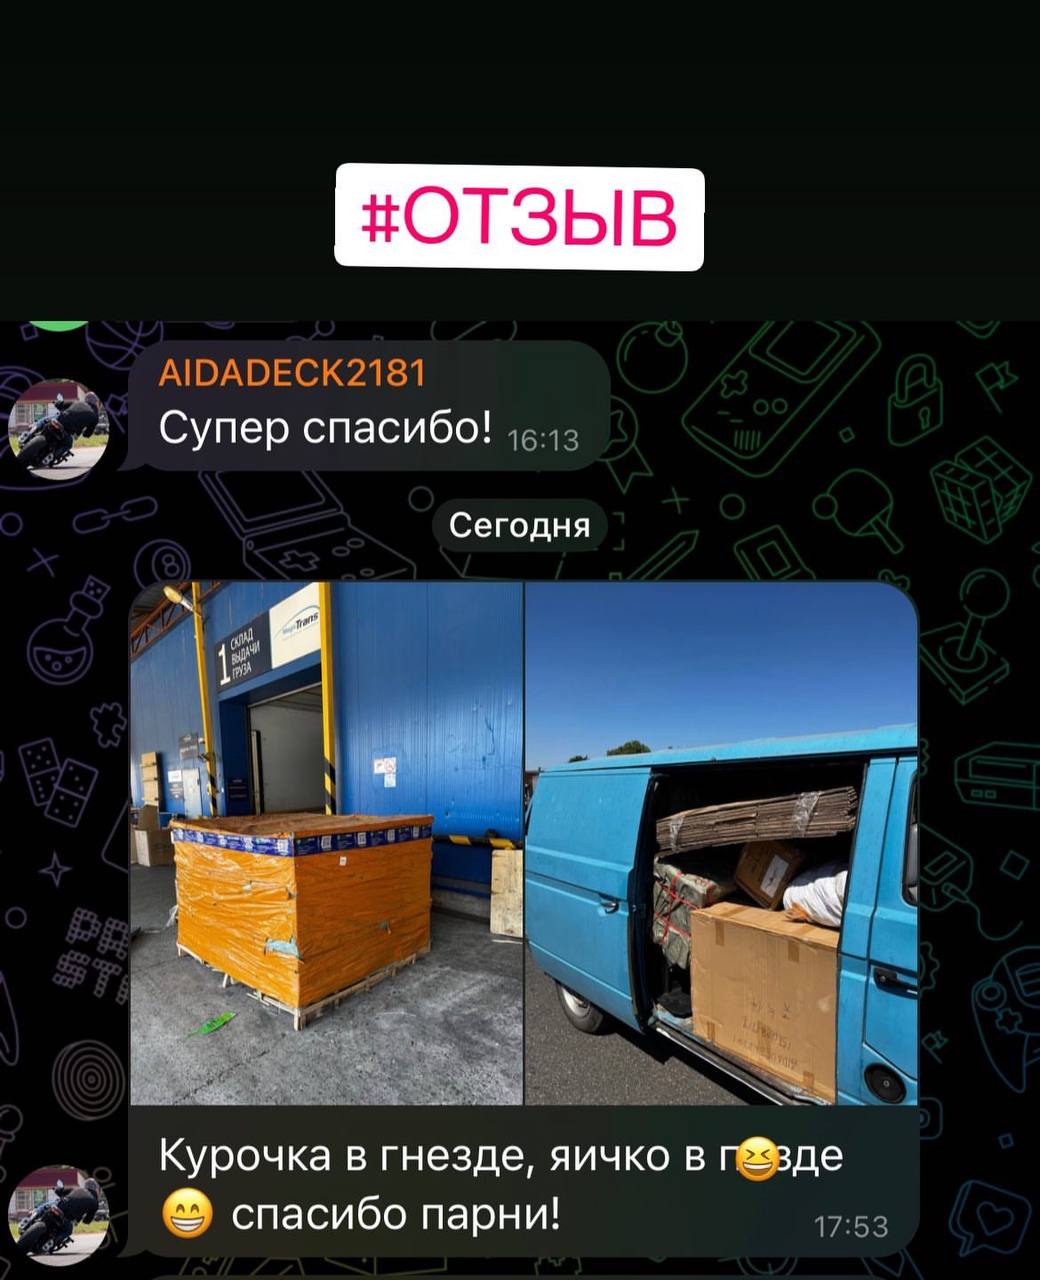 #ОТЗЫВ
AIDADECK2181
Супер спасибо!
16:13
Сегодня
1 СКЛАД
ВЫДАЧИ
ГРУЗА
Trans
Курочка в гнезде, яичко в п😆зде
😁 спасибо парни!
17:53